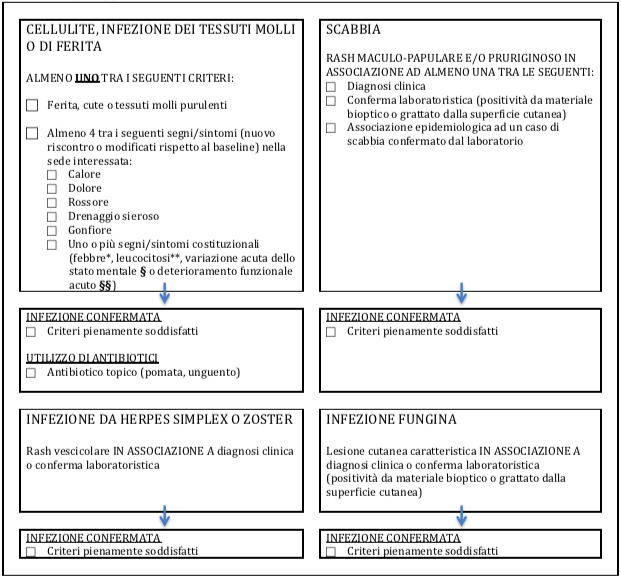 CELLULITE, INFEZIONE DEI TESSUTI MOLLI
O DI FERITA
ALMENO UNO TRA I SEGUENTI CRITERI:
Ferita, cute o tessuti molli purulenti
Almeno 4 tra i seguenti segni/sintomi (nuovo
riscontro o modificati rispetto al baseline) nella
sede interessata:
Calore
Dolore
Rossore
Drenaggio sieroso
Gonfiore
Uno o più segni/sintomi costituzionali
(febbre*, leucocitosi**, variazione acuta dello
stato mentale § o deterioramento funzionale
acuto §§)
INFEZIONE CONFERMATA
Criteri pienamente soddisfatti
UTILIZZO DI ANTIBIOTICI
Antibiotico topico (pomata, unguento)
SCABBIA
RASH MACULO-PAPULARE E/O PRURIGINOSO IN
ASSOCIAZIONE AD ALMENO UNA TRA LE SEGUENTI:
Diagnosi clinica
Conferma laboratoristica (positività da materiale
bioptico o grattato dalla superficie cutanea)
Associazione epidemiologica ad un caso di
scabbia confermato dal laboratorio
INFEZIONE CONFERMATA
Criteri pienamente soddisfatti
INFEZIONE DA HERPES SIMPLEX O ZOSTER
Rash vescicolare IN ASSOCIAZIONE A diagnosi clinica
o conferma laboratoristica
INFEZIONE CONFERMATA
Criteri pienamente soddisfatti
INFEZIONE FUNGINA
Lesione cutanea caratteristica IN ASSOCIAZIONE A
diagnosi clinica o conferma laboratoristica
(positività da materiale bioptico o grattato dalla
superficie cutanea)
INFEZIONE CONFERMATA
Criteri pienamente soddisfatti